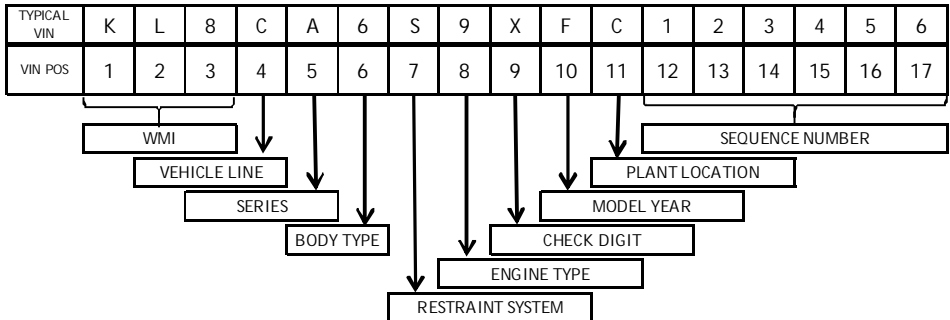 TYPICAL VIN K L 8 C A 6 S 9 X F C 1 2 3 4 5 6
VIN POS 1 2 3 4 5 6 7 8 9 10 11 12 13 14 15 16 17
WMI SEQUENCE NUMBER
VEHICLE LINE PLANT LOCATION
SERIES MODEL YEAR
BODY TYPE CHECK DIGIT
ENGINE TYPE
RESTRAINT SYSTEM